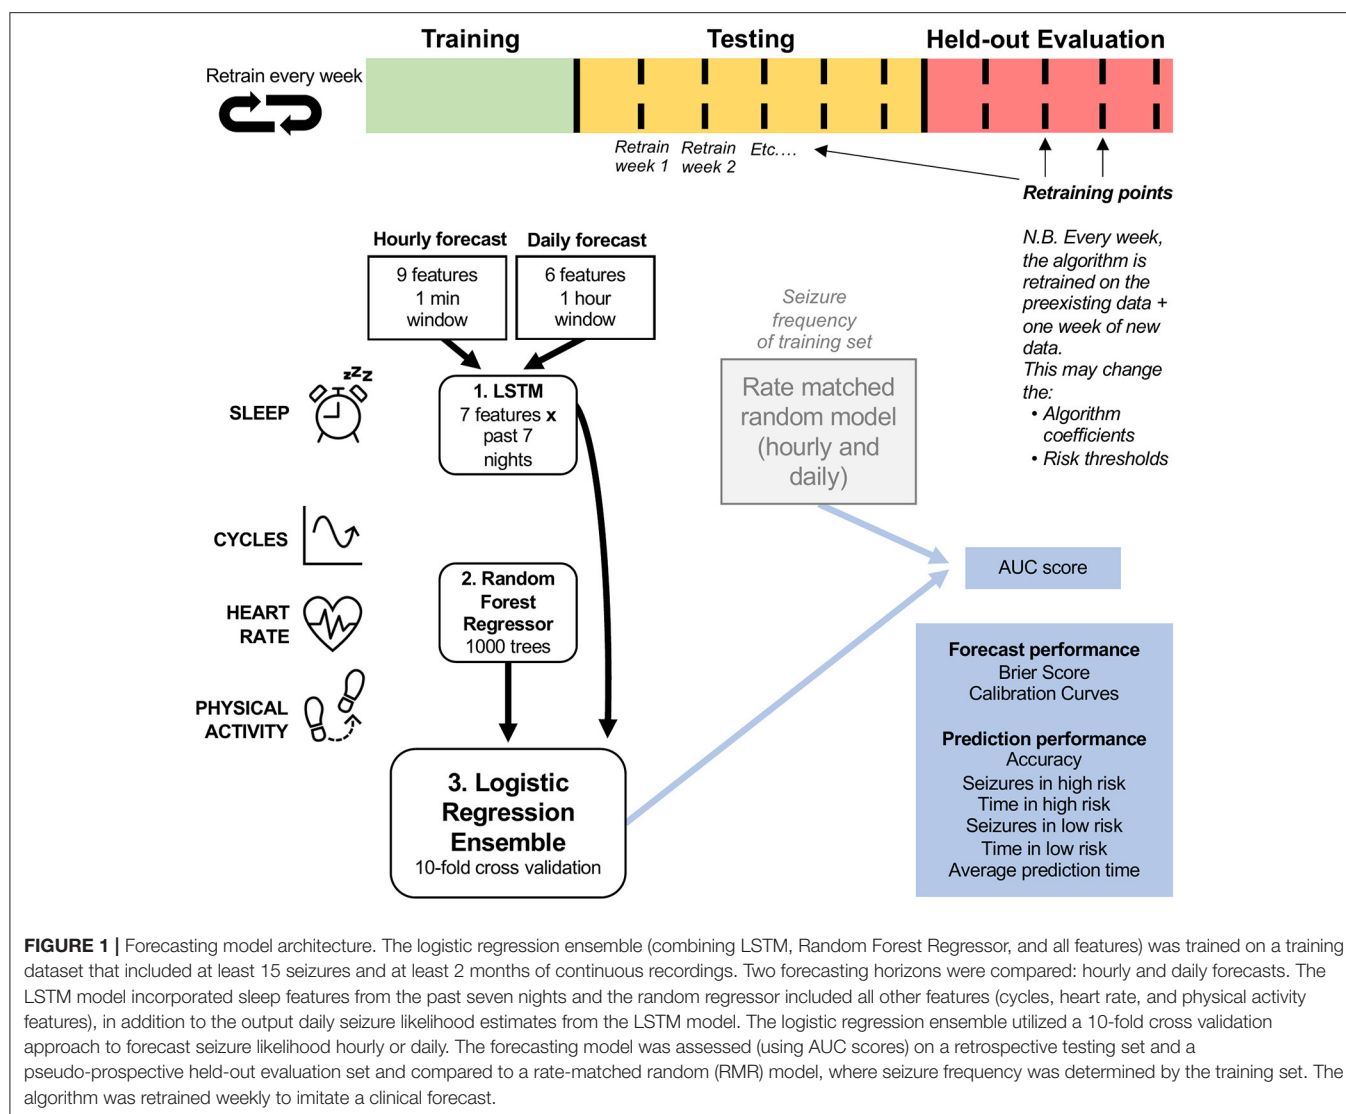 Training
Testing
Held-out Evaluation
Retrain every week
Retrain
week 1
Retrain
week 2
Etc....
Retraining points
N.B. Every week,
the algorithm is
retrained on the
preexisting data +
one week of new
data.
This may change
the:
• Algorithm
coefficients
• Risk thresholds
Hourly forecast
9 features
1 min
window
Daily forecast
6 features
1 hour
window
SLEEP
zzZZ
1. LSTM
7 features x
past 7
nights
CYCLES
HEART
RATE
PHYSICAL
ACTIVITY
2. Random
Forest
Regressor
1000 trees
3. Logistic
Regression
Ensemble
10-fold cross validation
Seizure
frequency
of training set
Rate matched
random model
(hourly and
daily)
AUC score
Forecast performance
Brier Score
Calibration Curves
Prediction performance
Accuracy
Seizures in high risk
Time in high risk
Seizures in low risk
Time in low risk
Average prediction time
FIGURE 1 | Forecasting model architecture. The logistic regression ensemble (combining LSTM, Random Forest Regressor, and all features) was trained on a training
dataset that included at least 15 seizures and at least 2 months of continuous recordings. Two forecasting horizons were compared: hourly and daily forecasts. The
LSTM model incorporated sleep features from the past seven nights and the random regressor included all other features (cycles, heart rate, and physical activity
features), in addition to the output daily seizure likelihood estimates from the LSTM model. The logistic regression ensemble utilized a 10-fold cross validation
approach to forecast seizure likelihood hourly or daily. The forecasting model was assessed (using AUC scores) on a retrospective testing set and a
pseudo-prospective held-out evaluation set and compared to a rate-matched random (RMR) model, where seizure frequency was determined by the training set. The
algorithm was retrained weekly to imitate a clinical forecast.